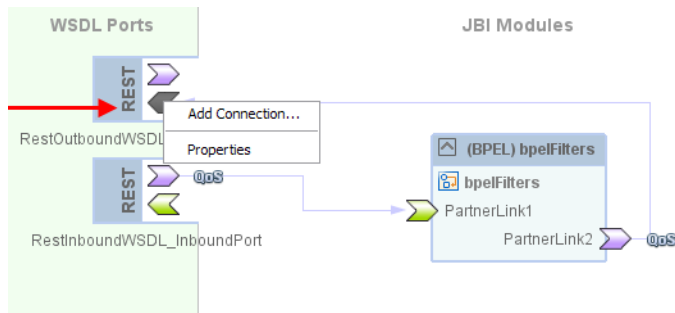 WSDL Ports
JBI Modules
REST
Add Connection...
RestOutboundWSDL
Properties
(BPEL) bpelFilters
REST
QoS
bpelFilters
PartnerLink1
RestInboundWSDL_InboundPort
PartnerLink2
QoS